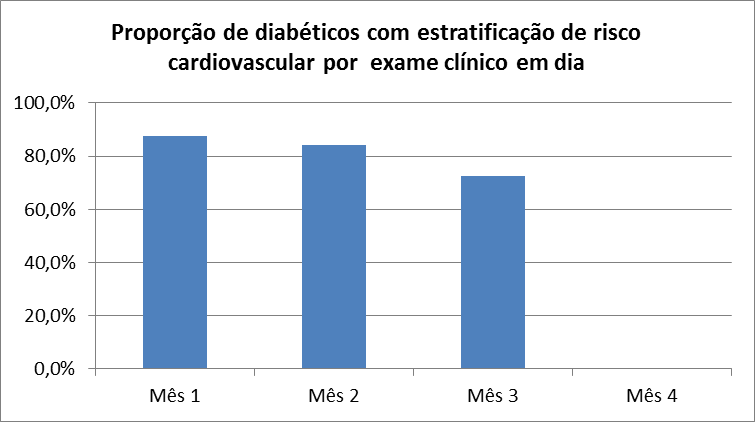 Proporção de diabéticos com estratificação de risco
cardiovascular por exame clínico em dia
100,0%
80,0%
60,0%
40,0%
20,0%
0,0%
Mês 1
Mês 2
Mês 3
Mês 4